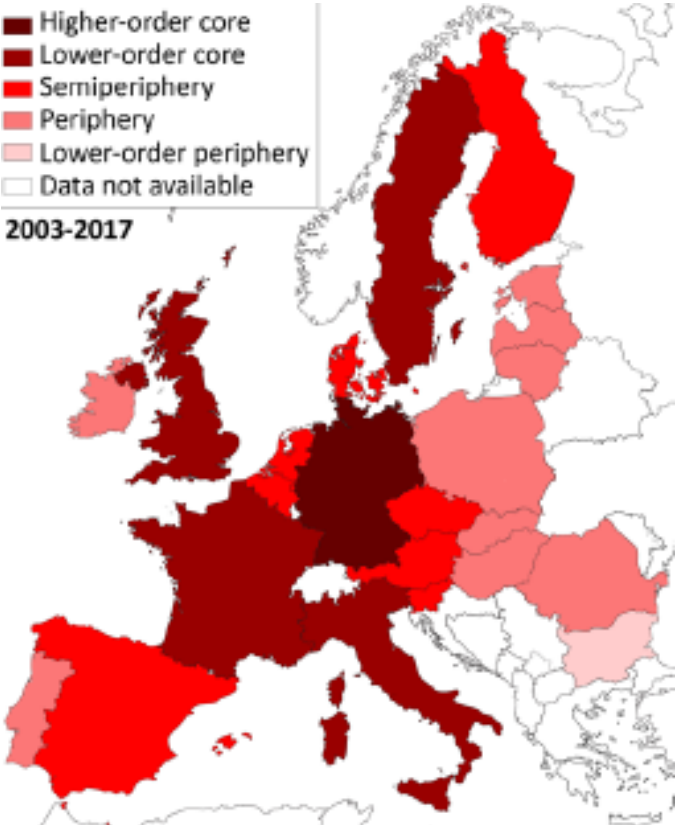 Higher-order core
Lower-order core
Semiperiphery
Periphery
Lower-order periphery
Data not available
2003-2017